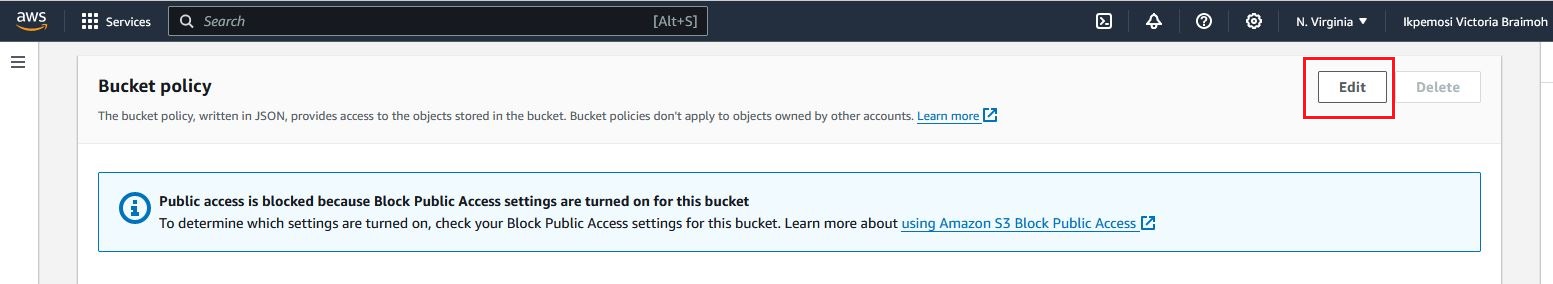 aws Services Search [Alt+S] N. Virginia Ikpemosi Victoria Braimoh
Bucket policy Edit Delete
The bucket policy, written in JSON, provides access to the objects stored in the bucket. Bucket policies don't apply to objects owned by other accounts. Learn more
Public access is blocked because Block Public Access settings are turned on for this bucket
To determine which settings are turned on, check your Block Public Access settings for this bucket. Learn more about using Amazon S3 Block Public Access